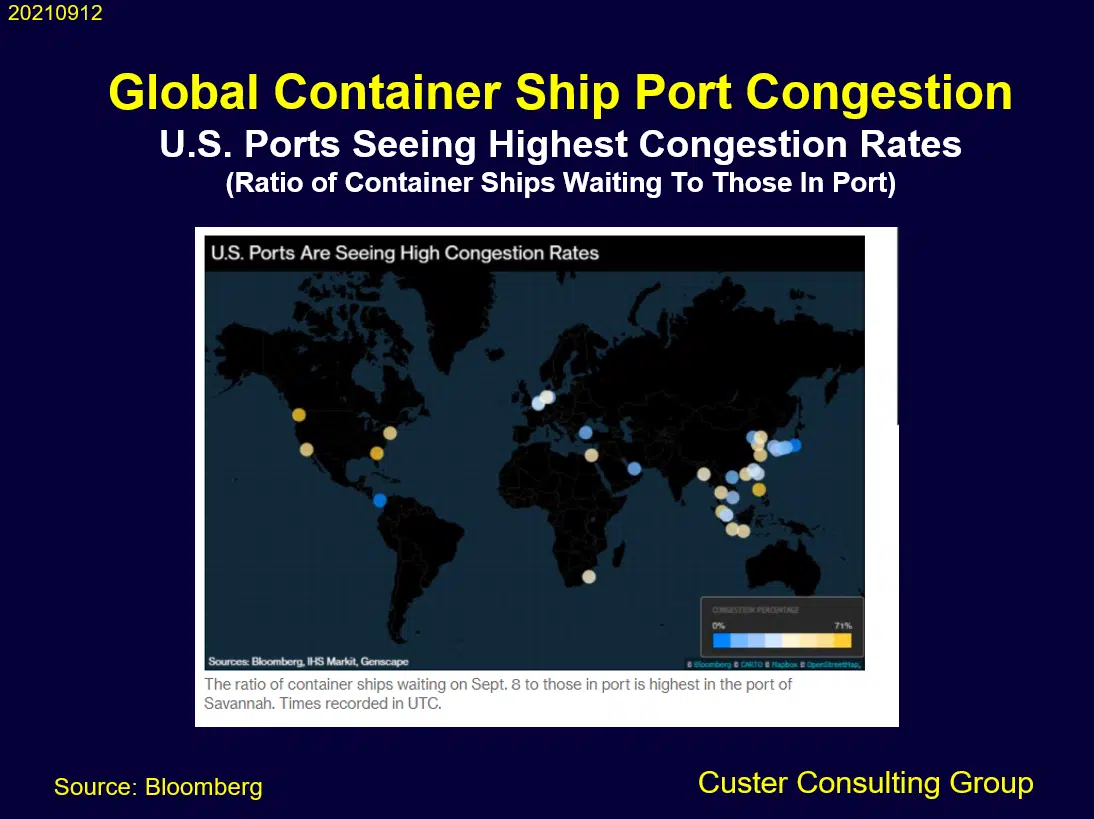 20210912
Global Container Ship Port Congestion
U.S. Ports Seeing Highest Congestion Rates
(Ratio of Container Ships Waiting To Those In Port)
U.S. Ports Are Seeing High Congestion Rates
CONGESTION PERCENTAGE
0% 71%
Sources: Bloomberg, IHS Markit, Genscape
© Bloomberg © CARTO © Mapbox © OpenStreetMap,
The ratio of container ships waiting on Sept. 8 to those in port is highest in the port of
Savannah. Times recorded in UTC.
Source: Bloomberg
Custer Consulting Group